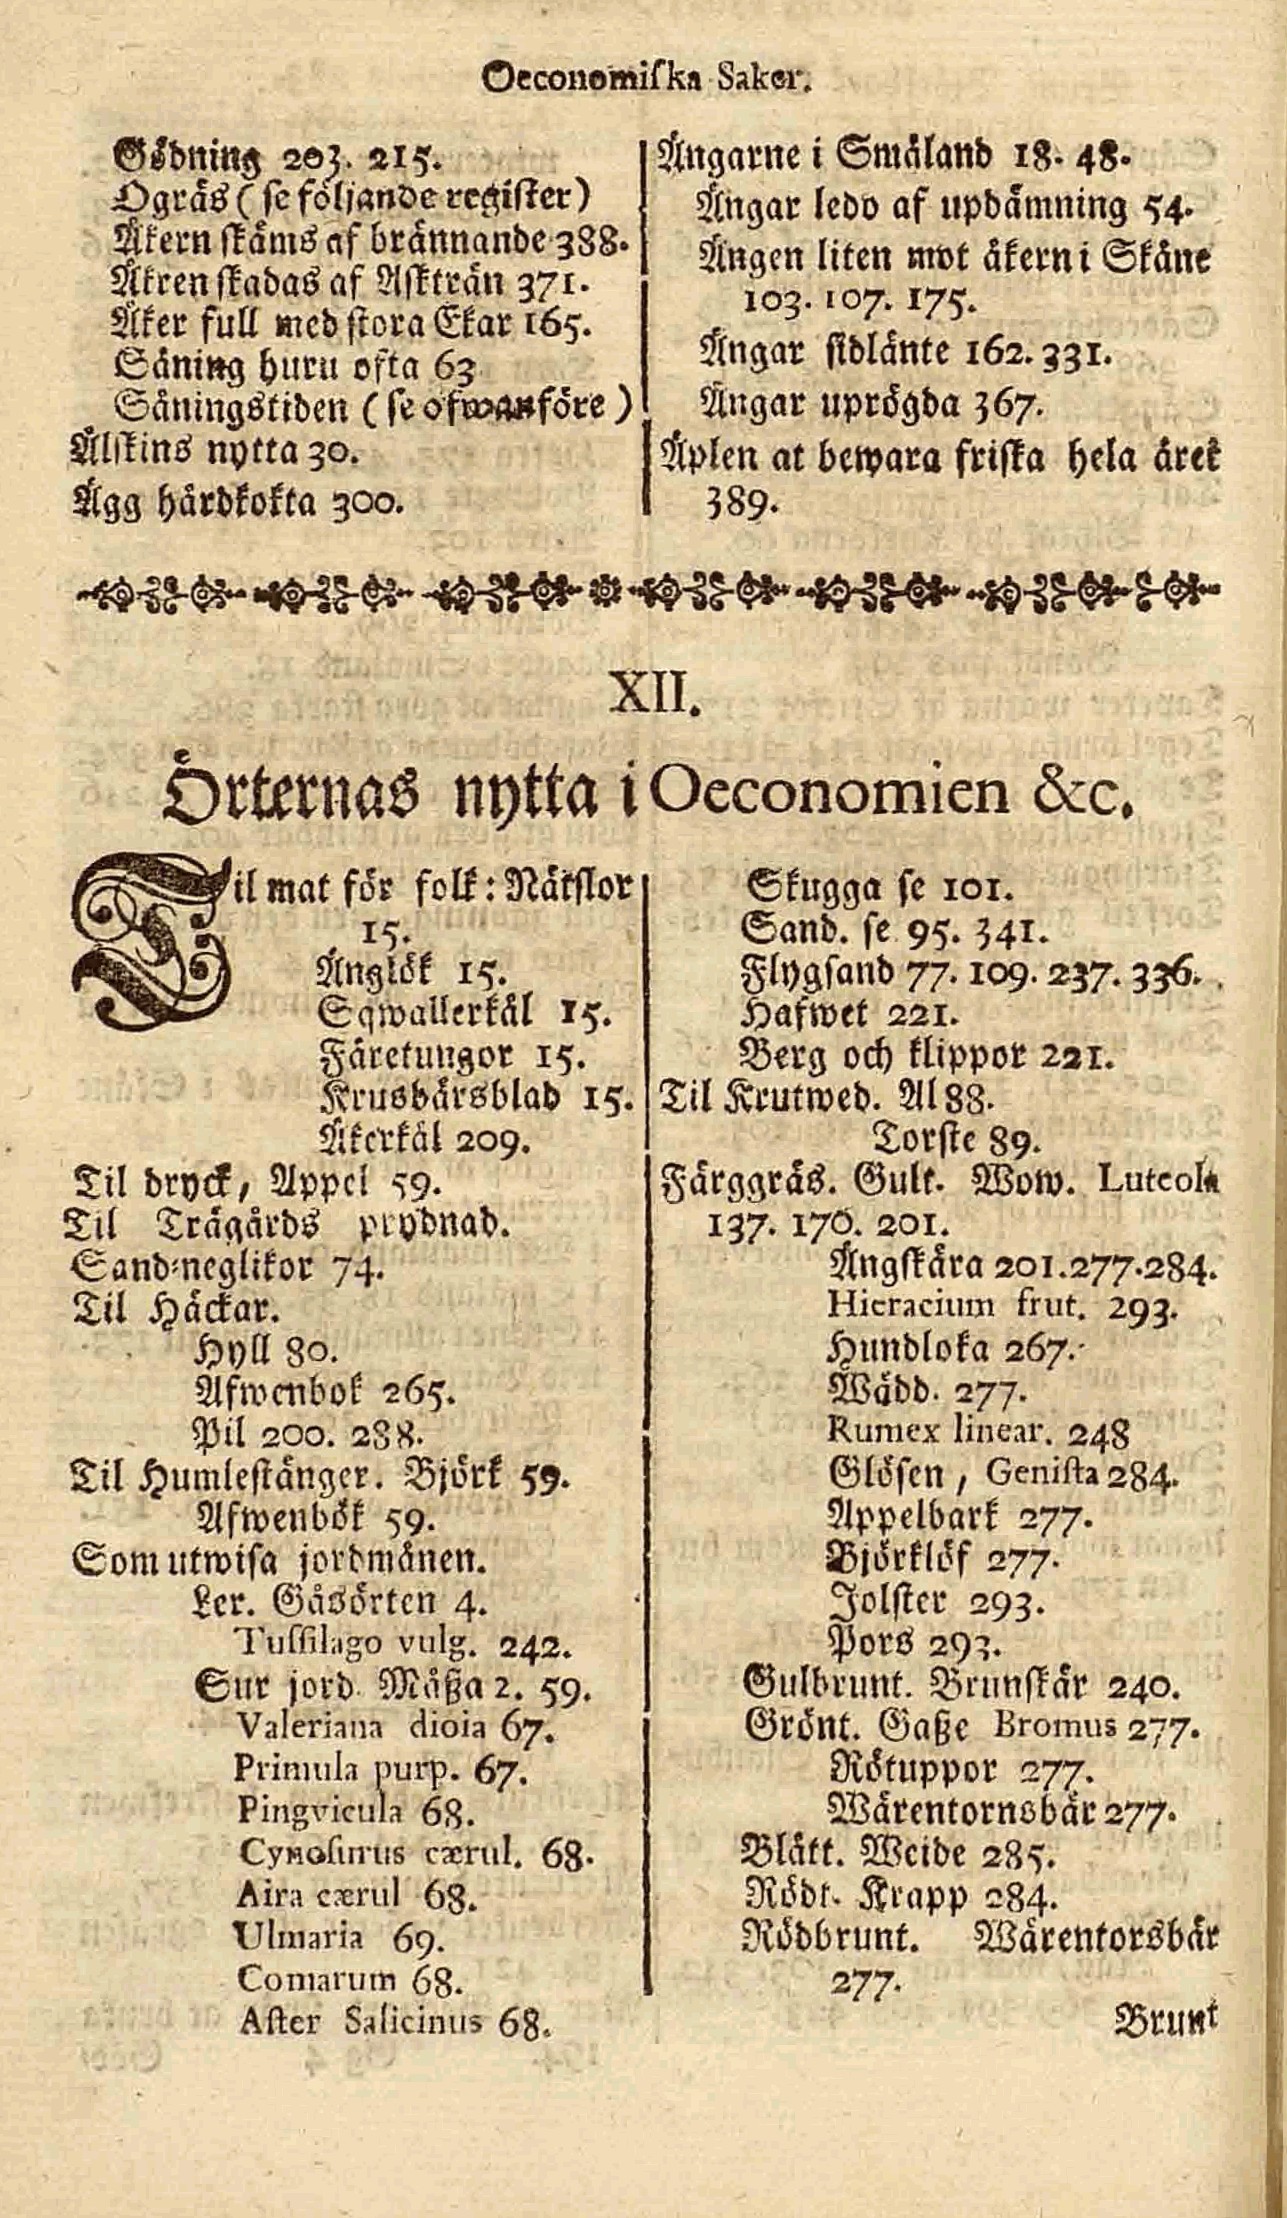 Oeconomiska Saker.
Gödning 203. 215.
Ogräs (se följande register)
Åkern skäms af brännande 388.
Åkren skadas af Askträn 371.
Åker full med stora Ekar 165.
Såning huru ofta 63
Såningstiden (se ofwanföre)
Älskins nytta 30.
Ägg hårdkokta 300.
Ängarne i Småland 18. 48.
Ängar ledo af updämning 54.
Ängen liten mot åkern i Skåne
103. 107. 175.
Ängar sidlänte 162. 331.
Ängar uprögda 367.
Äplen at bewara friska hela året
389.
XII.
Örternas nytta i Oeconomien &c.
Til mat för folk: Nätslor
15.
Änglök 15.
Sqwallerkål 15.
Fåretungor 15.
Krusbärsblad 15.
Åkerkål 209.
Til dryck, Appel 59.
Til Trägårds prydnad.
Sand-neglikor 74.
Til Häckar.
Hyll 80.
Afwenbok 265.
Pil 200. 288.
Til Humlestänger. Björk 59.
Afwenbök 59.
Som utwisa jordmånen.
Ler. Gåsörten 4.
Tussilago vulg. 242.
Sur jord. Måßa 2. 59.
Valeriana dioia 67.
Primula purp. 67.
Pingvicula 68.
Cynosurus cærul. 68.
Aira cærul 68.
Ulmaria 69.
Comarum 68.
Aster Salicinus 68.
Skugga se 101.
Sand. se 95. 341.
Flygsand 77. 109. 237. 336.
Hafwet 221.
Berg och klippor 221.
Til Krutwed. Al 88.
Torste 89.
Färggräs. Gult. Wow. Luteola
137. 170. 201.
Ängskära 201. 277. 284.
Hieracium frut. 293.
Hundloka 267.
Wädd. 277.
Rumex linear. 248
Glösen, Genista 284.
Appelbark 277.
Björklöf 277.
Jolster 293.
Pors 293.
Gulbrunt. Brunskär 240.
Grönt. Gaße Bromus 277.
Rötuppor 277.
Wärentornsbär 277.
Blått. Weide 285.
Rödt. Krapp 284.
Rödbrunt. Wärentorsbär
277.
Brunt